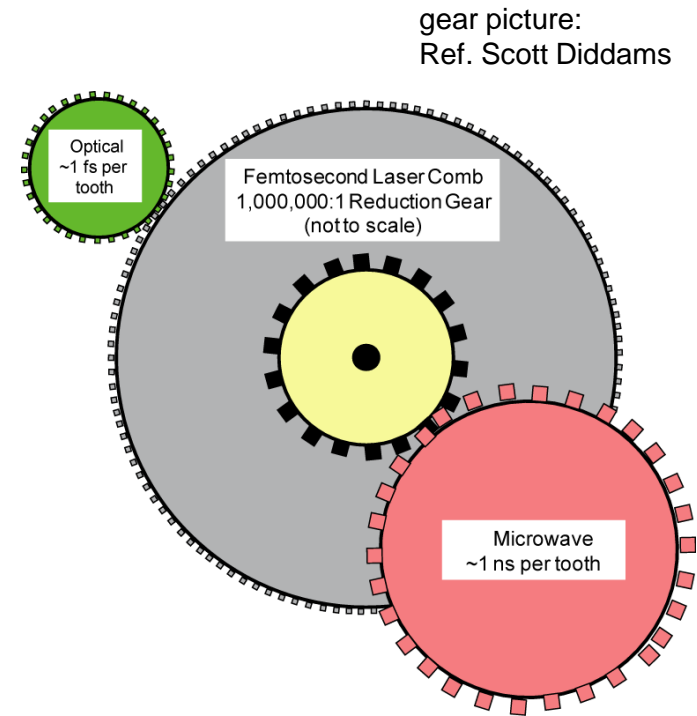 gear picture:
Ref. Scott Diddams
Optical
~1 fs per
tooth
Femtosecond Laser Comb
1,000,000:1 Reduction Gear
(not to scale)
Microwave
~1 ns per tooth